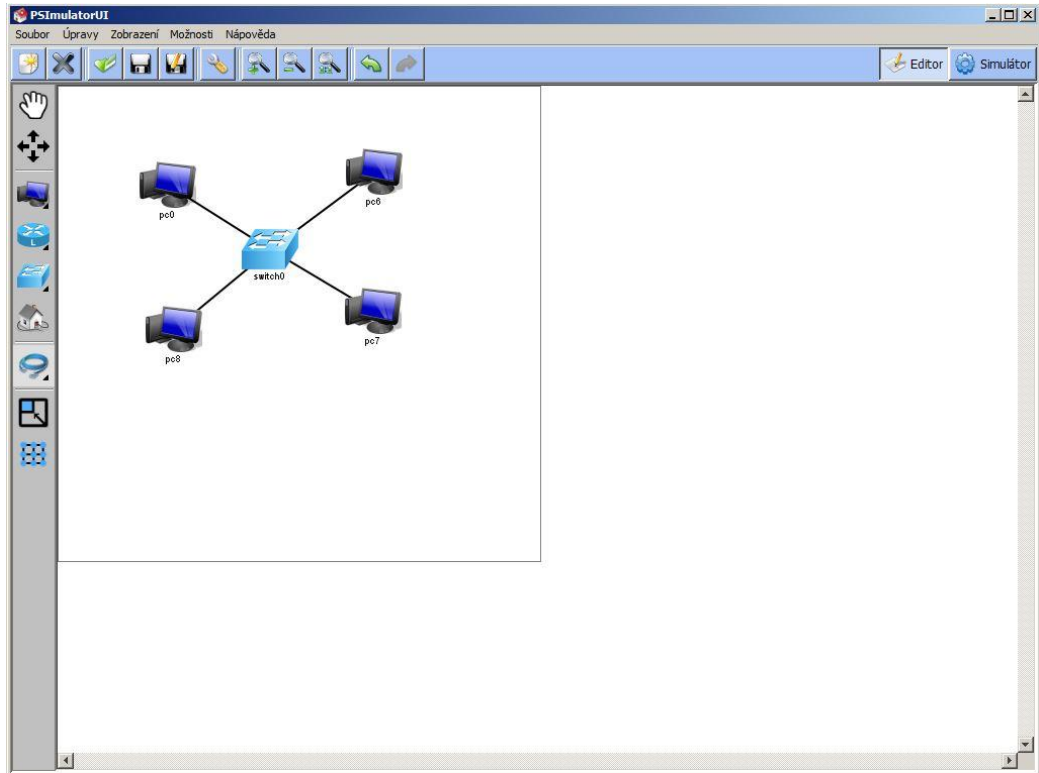 PSImulatorUI
Soubor Úpravy Zobrazení Možnosti Nápověda
Editor Simulátor
pc0
pc6
switch0
pc8
pc7
L